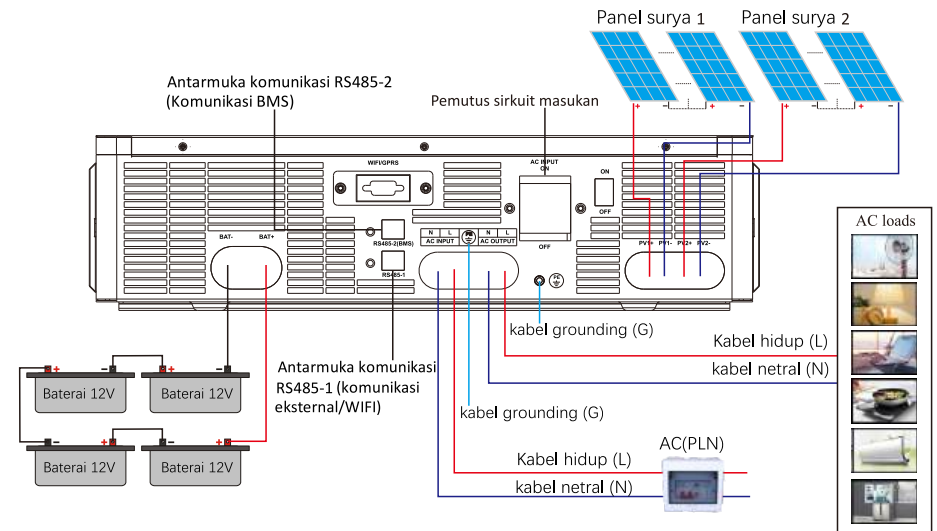 Panel surya 1
Panel surya 2
+
−
+
−
+
−
+
−
Antarmuka komunikasi RS485-2
(Komunikasi BMS)
Pemutus sirkuit masukan
WIFI/GPRS
AC INPUT
ON
ON
OFF
OFF
BAT-
BAT+
RS485-2(BMS)
RS485-1
N L
AC INPUT
PE
N L
AC OUTPUT
PE
PV1+ PV1- PV2+ PV2-
AC loads
kabel grounding (G)
Kabel hidup (L)
kabel netral (N)
Antarmuka komunikasi
RS485-1 (komunikasi
eksternal/WIFI)
kabel grounding (G)
AC(PLN)
Kabel hidup (L)
kabel netral (N)
+ − + −
Baterai 12V
Baterai 12V
− + − +
Baterai 12V
Baterai 12V